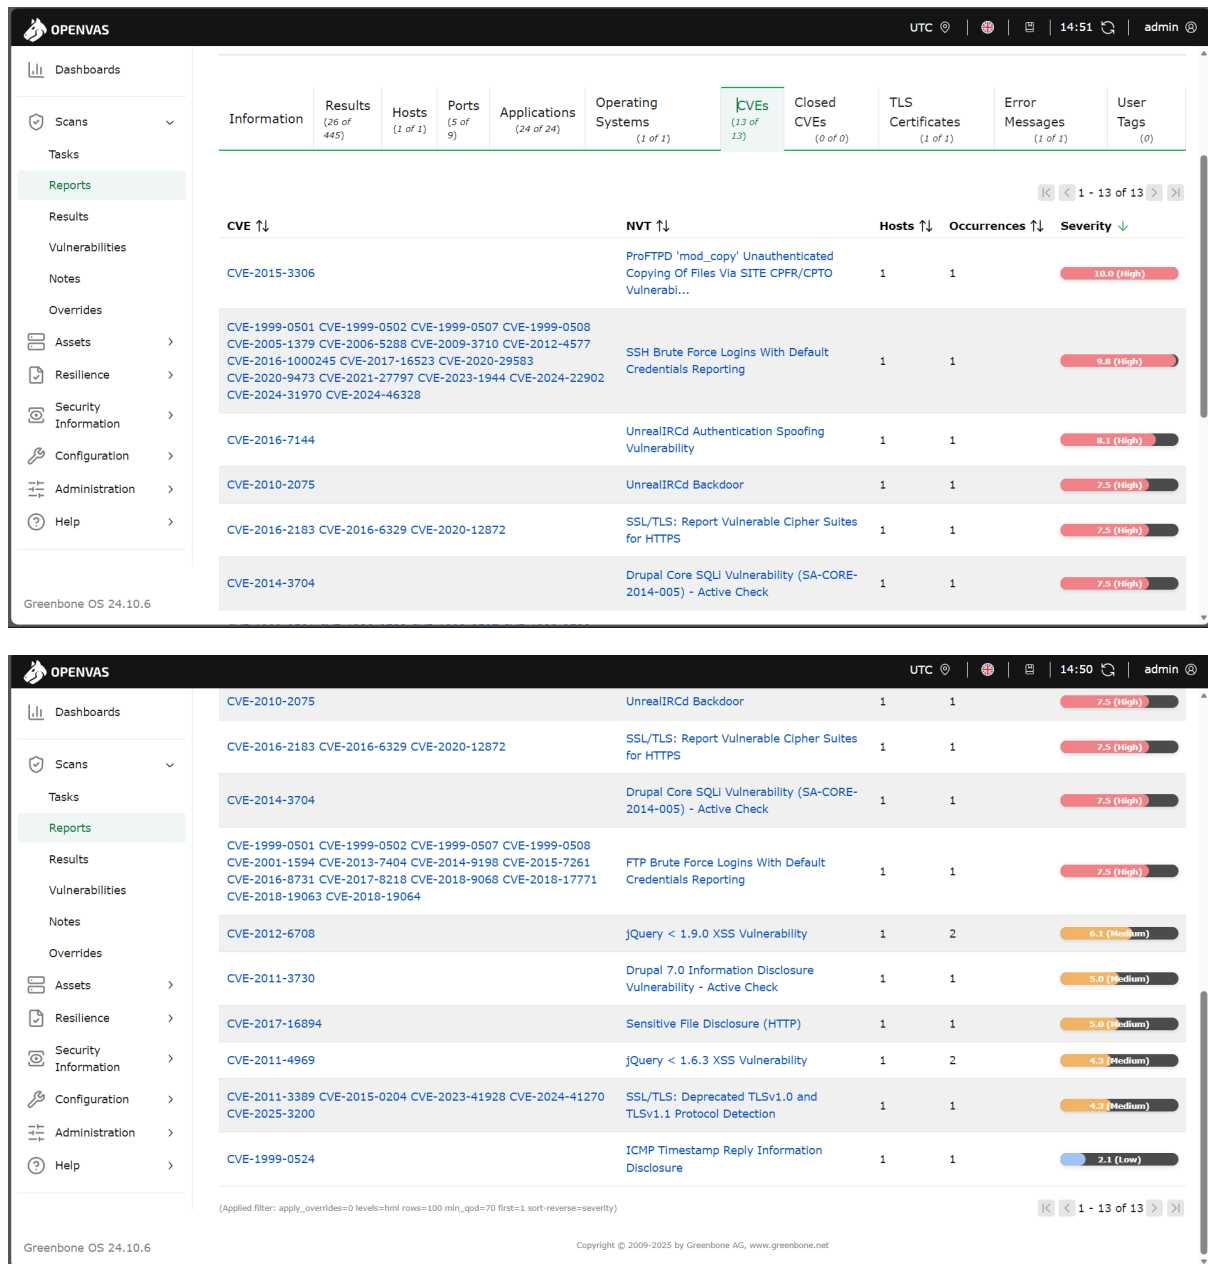 OPENVAS
UTC
14:51
admin
Dashboards
Scans
Tasks
Reports
Results
Vulnerabilities
Notes
Overrides
Assets
Resilience
Security
Information
Configuration
Administration
Help
Greenbone OS 24.10.6
Information
Results
(26 of
445)
Hosts
(1 of 1)
Ports
(5 of
9)
Applications
(24 of 24)
Operating
Systems
(1 of 1)
CVEs
(13 of
13)
Closed
CVEs
(0 of 0)
TLS
Certificates
(1 of 1)
Error
Messages
(1 of 1)
User
Tags
(0)
1 - 13 of 13
CVE NVT Hosts Occurrences Severity
CVE-2015-3306
ProFTPD 'mod_copy' Unauthenticated
Copying Of Files Via SITE CPFR/CPTO
Vulnerabi...
1 1 10.0 (High)
CVE-1999-0501 CVE-1999-0502 CVE-1999-0507 CVE-1999-0508
CVE-2005-1379 CVE-2006-5288 CVE-2009-3710 CVE-2012-4577
CVE-2016-1000245 CVE-2017-16523 CVE-2020-29583
CVE-2020-9473 CVE-2021-27797 CVE-2023-1944 CVE-2024-22902
CVE-2024-31970 CVE-2024-46328
SSH Brute Force Logins With Default
Credentials Reporting
1 1 9.8 (High)
CVE-2016-7144
UnrealIRCd Authentication Spoofing
Vulnerability
1 1 8.1 (High)
CVE-2010-2075 UnrealIRCd Backdoor 1 1 7.5 (High)
CVE-2016-2183 CVE-2016-6329 CVE-2020-12872
SSL/TLS: Report Vulnerable Cipher Suites
for HTTPS
1 1 7.5 (High)
CVE-2014-3704
Drupal Core SQLi Vulnerability (SA-CORE-
2014-005) - Active Check
1 1 7.5 (High)
OPENVAS
UTC
14:50
admin
Dashboards
Scans
Tasks
Reports
Results
Vulnerabilities
Notes
Overrides
Assets
Resilience
Security
Information
Configuration
Administration
Help
Greenbone OS 24.10.6
CVE-2010-2075 UnrealIRCd Backdoor 1 1 7.5 (High)
CVE-2016-2183 CVE-2016-6329 CVE-2020-12872
SSL/TLS: Report Vulnerable Cipher Suites
for HTTPS
1 1 7.5 (High)
CVE-2014-3704
Drupal Core SQLi Vulnerability (SA-CORE-
2014-005) - Active Check
1 1 7.5 (High)
CVE-1999-0501 CVE-1999-0502 CVE-1999-0507 CVE-1999-0508
CVE-2001-1594 CVE-2013-7404 CVE-2014-9198 CVE-2015-7261
CVE-2016-8731 CVE-2017-8218 CVE-2018-9068 CVE-2018-17771
CVE-2018-19063 CVE-2018-19064
FTP Brute Force Logins With Default
Credentials Reporting
1 1 7.5 (High)
CVE-2012-6708 jQuery < 1.9.0 XSS Vulnerability 1 2 6.1 (Medium)
CVE-2011-3730
Drupal 7.0 Information Disclosure
Vulnerability - Active Check
1 1 5.0 (Medium)
CVE-2017-16894 Sensitive File Disclosure (HTTP) 1 1 5.0 (Medium)
CVE-2011-4969 jQuery < 1.6.3 XSS Vulnerability 1 2 4.3 (Medium)
CVE-2011-3389 CVE-2015-0204 CVE-2023-41928 CVE-2024-41270
CVE-2025-3200
SSL/TLS: Deprecated TLSv1.0 and
TLSv1.1 Protocol Detection
1 1 4.3 (Medium)
CVE-1999-0524
ICMP Timestamp Reply Information
Disclosure
1 1 2.1 (Low)
(Applied filter: apply_overrides=0 levels=hml rows=100 min_qod=70 first=1 sort-reverse=severity)
1 - 13 of 13
Copyright © 2009-2025 by Greenbone AG, www.greenbone.net